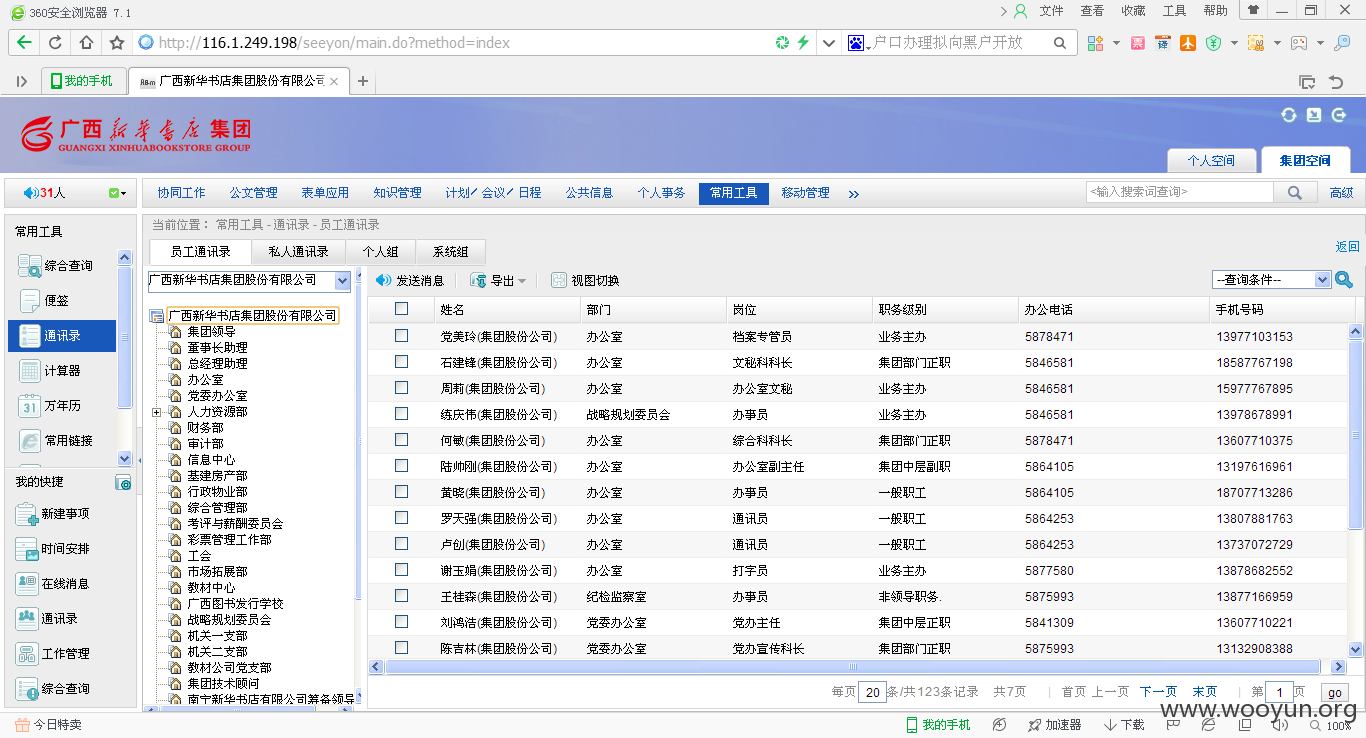 360安全浏览器 7.1
文件 查看 收藏 工具 帮助
http://116.1.249.198/seeyon/main.do?method=index
户口办理拟向黑户开放
我的手机
广西新华书店集团股份有限公司
广西新华书店集团
GUANGXI XINHUABOOKSTORE GROUP
个人空间 集团空间
31人
协同工作 公文管理 表单应用 知识管理 计划/会议/日程 公共信息 个人事务 常用工具 移动管理 >>
<输入搜索词查询> 高级
常用工具
综合查询
便签
通讯录
计算器
万年历
常用链接
我的快捷
新建事项
时间安排
在线消息
通讯录
工作管理
综合查询
当前位置： 常用工具 - 通讯录 - 员工通讯录
返回
员工通讯录 私人通讯录 个人组 系统组
广西新华书店集团股份有限公司
发送消息 导出 视图切换
--查询条件--
广西新华书店集团股份有限公司
集团领导
董事长助理
总经理助理
办公室
党委办公室
人力资源部
财务部
审计部
信息中心
基建房产部
行政物业部
综合管理部
考评与薪酬委员会
彩票管理工作部
工会
市场拓展部
教材中心
广西图书发行学校
战略规划委员会
机关一支部
机关二支部
教材公司党支部
集团技术顾问
南宁新华书店有限公司筹备领导
姓名 部门 岗位 职务级别 办公电话 手机号码
党美玲(集团股份公司) 办公室 档案专管员 业务主办 5878471 13977103153
石建锋(集团股份公司) 办公室 文秘科科长 集团部门正职 5846581 18587767198
周莉(集团股份公司) 办公室 办公室文秘 业务主办 5846581 15977767895
练庆伟(集团股份公司) 战略规划委员会 办事员 业务主办 5846581 13978678991
何敏(集团股份公司) 办公室 综合科科长 集团部门正职 5878471 13607710375
陆帅刚(集团股份公司) 办公室 办公室副主任 集团中层副职 5864105 13197616961
黄晓(集团股份公司) 办公室 办事员 一般职工 5864105 18707713286
罗天强(集团股份公司) 办公室 通讯员 一般职工 5864253 13807881763
卢创(集团股份公司) 办公室 通讯员 一般职工 5864253 13737072729
谢玉娟(集团股份公司) 办公室 打字员 业务主办 5877580 13878682552
王桂森(集团股份公司) 纪检监察室 办事员 非领导职务. 5875993 13877166959
刘鸿浩(集团股份公司) 党委办公室 党办主任 集团中层正职 5841309 13607710221
陈吉林(集团股份公司) 党委办公室 党办宣传科长 集团部门正职 5875993 13132908388
每页 20 条/共123条记录 共7页 | 首页 上一页 下一页 末页 | 第 1 页 go
www.wooyun.org
今日特卖
我的手机 加速器 下载 100%